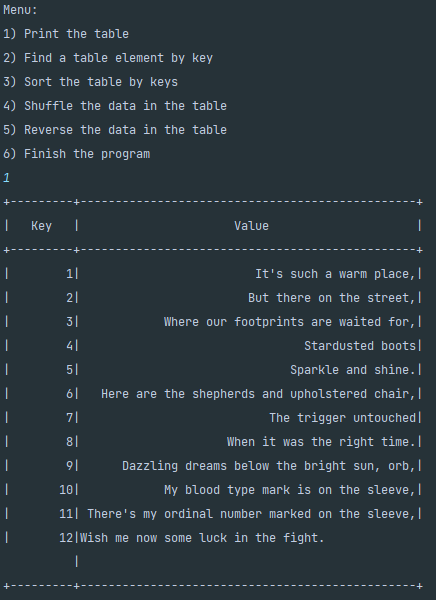 Menu:
1) Print the table
2) Find a table element by key
3) Sort the table by keys
4) Shuffle the data in the table
5) Reverse the data in the table
6) Finish the program
1
+---------+------------------------------------------------+
|   Key   |                      Value                     |
+---------+------------------------------------------------+
|        1|                         It's such a warm place,|
|        2|                        But there on the street,|
|        3|            Where our footprints are waited for,|
|        4|                                Stardusted boots|
|        5|                              Sparkle and shine.|
|        6|   Here are the shepherds and upholstered chair,|
|        7|                           The trigger untouched|
|        8|                     When it was the right time.|
|        9|      Dazzling dreams below the bright sun, orb,|
|       10|            My blood type mark is on the sleeve,|
|       11| There's my ordinal number marked on the sleeve,|
|       12|Wish me now some luck in the fight.
          |
+---------+------------------------------------------------+